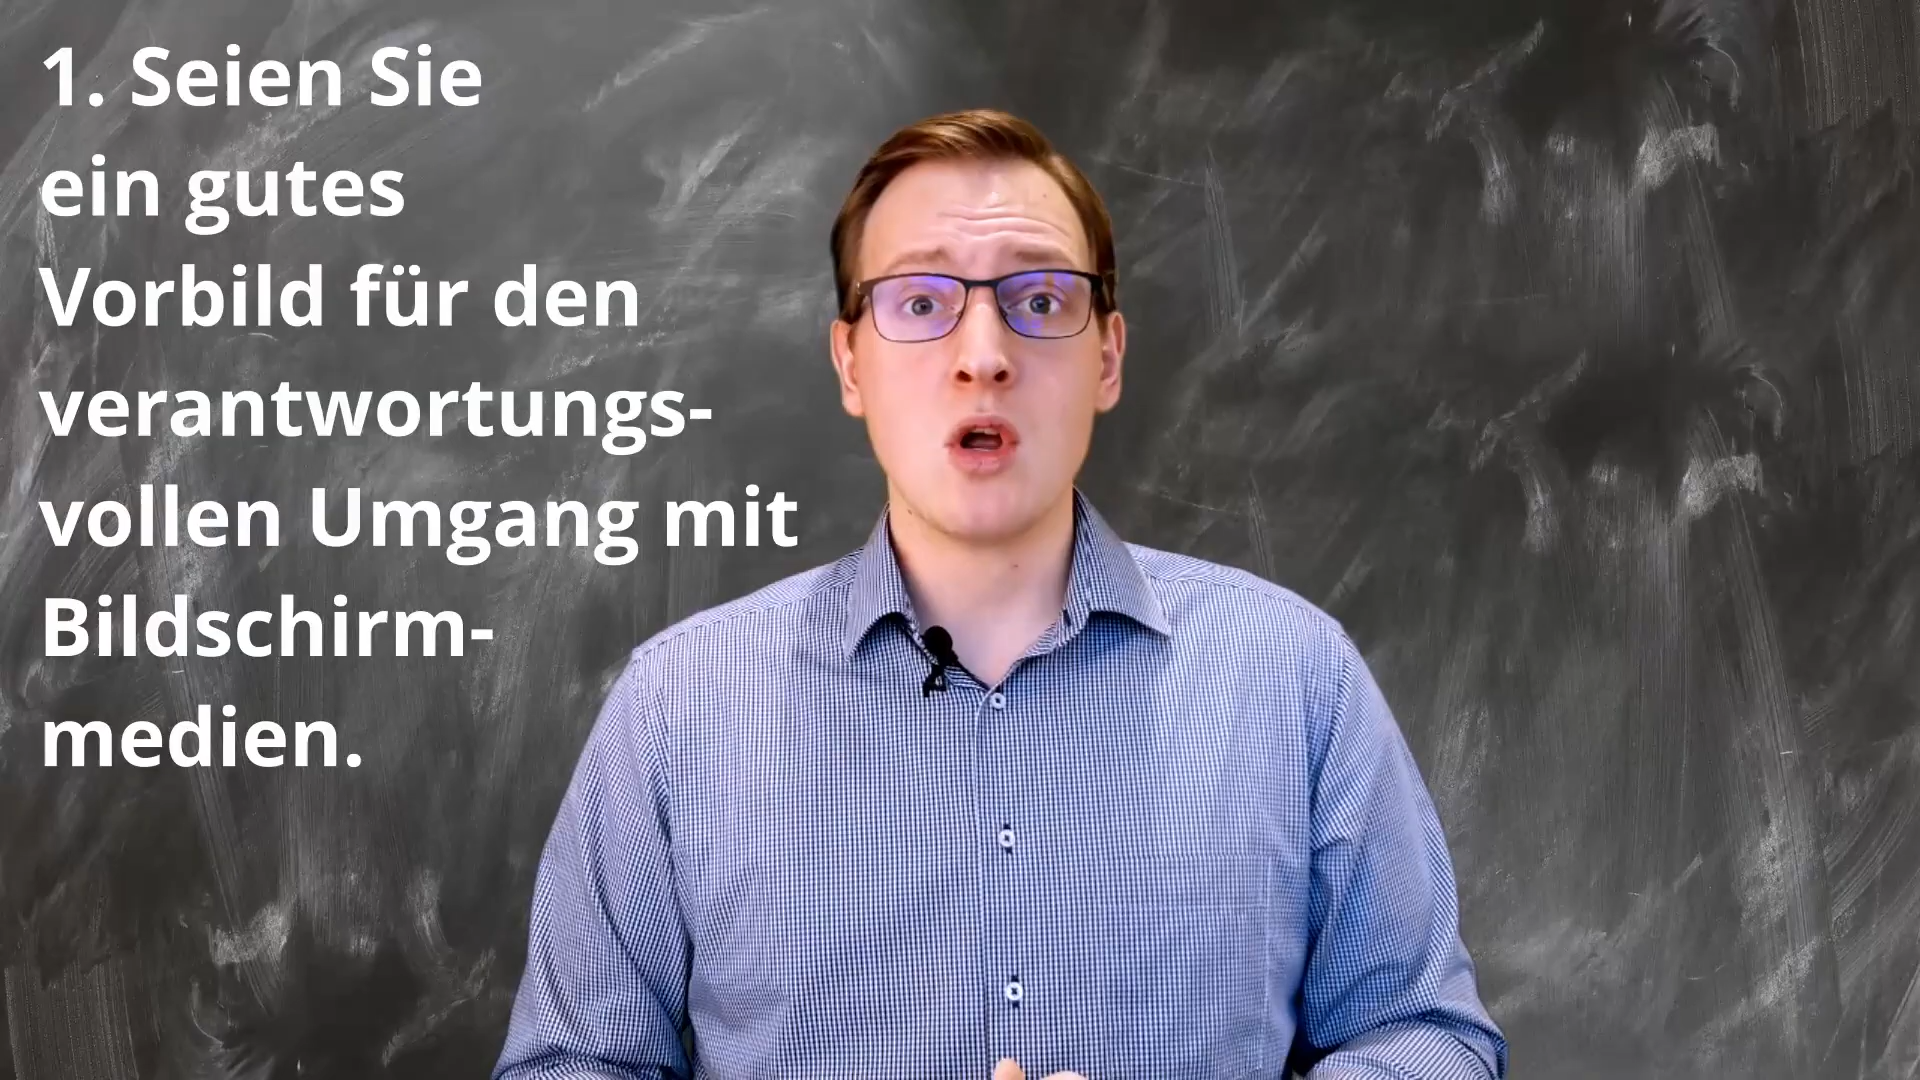 1. Seien Sie
ein gutes
Vorbild für den
verantwortungs-
vollen Umgang mit
Bildschirm-
medien.